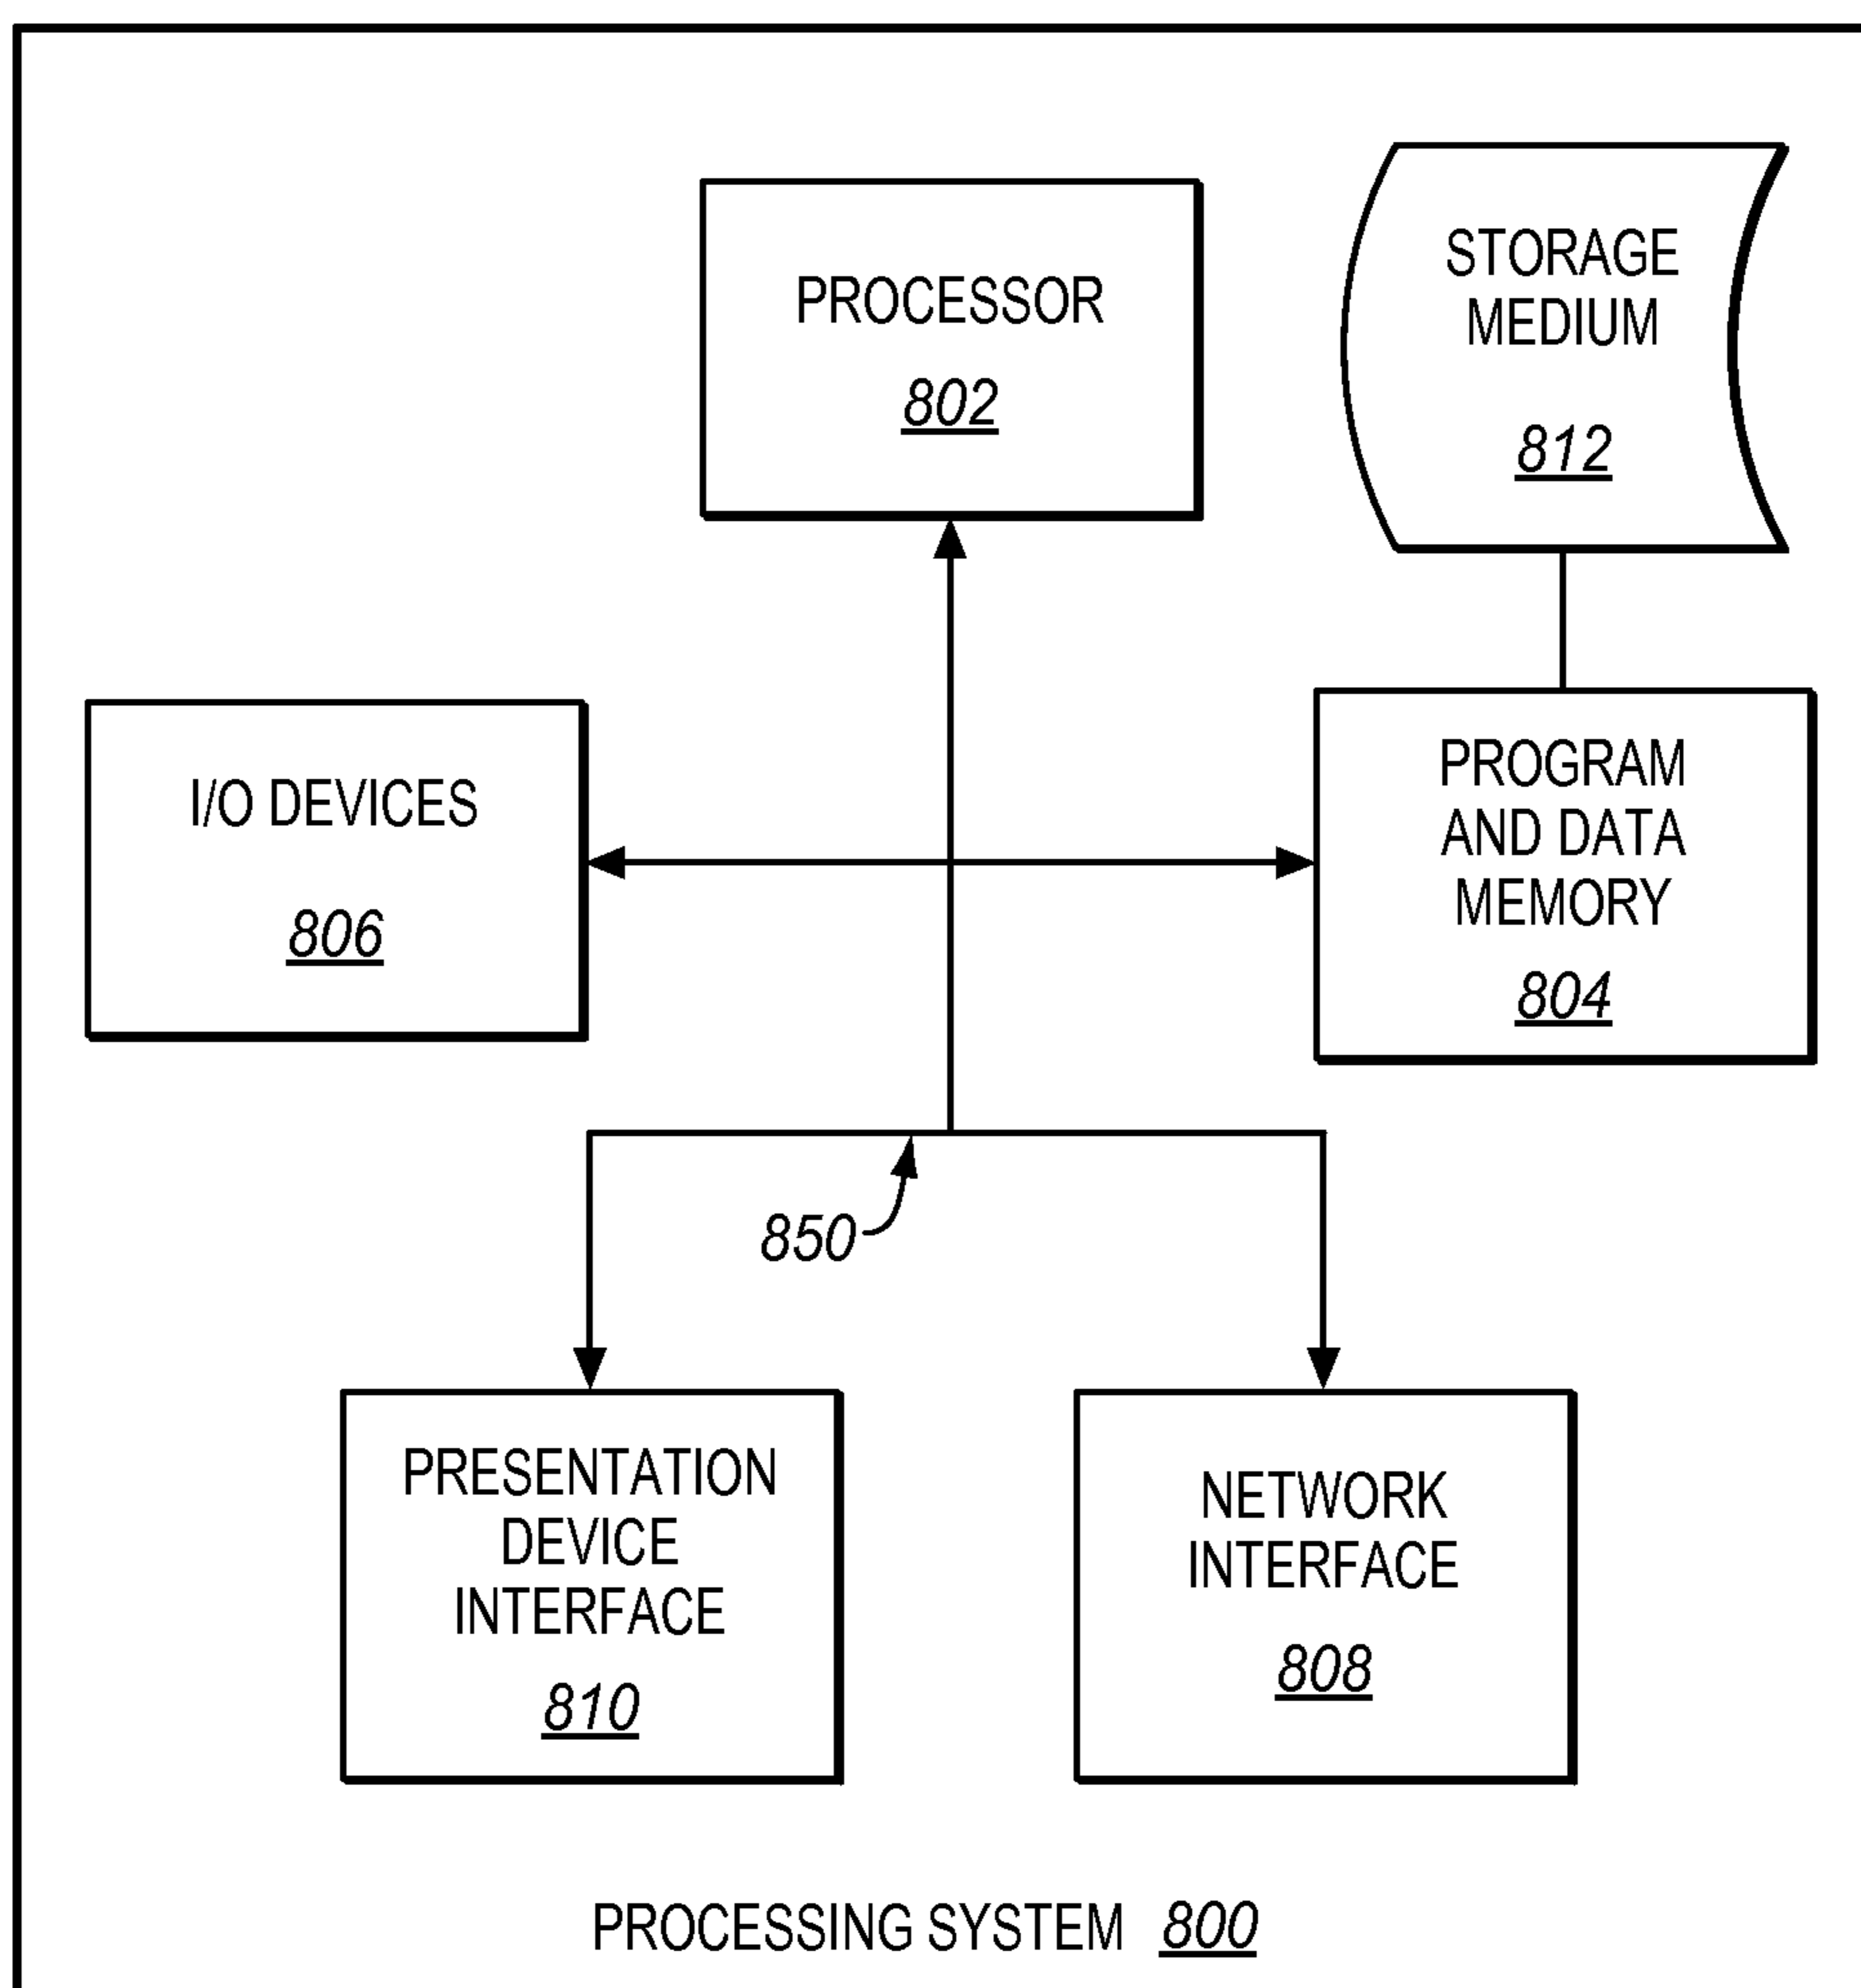 PROCESSOR
802
STORAGE
MEDIUM
812
I/O DEVICES
806
PROGRAM
AND DATA
MEMORY
804
850
PRESENTATION
DEVICE
INTERFACE
810
NETWORK
INTERFACE
808
PROCESSING SYSTEM 800